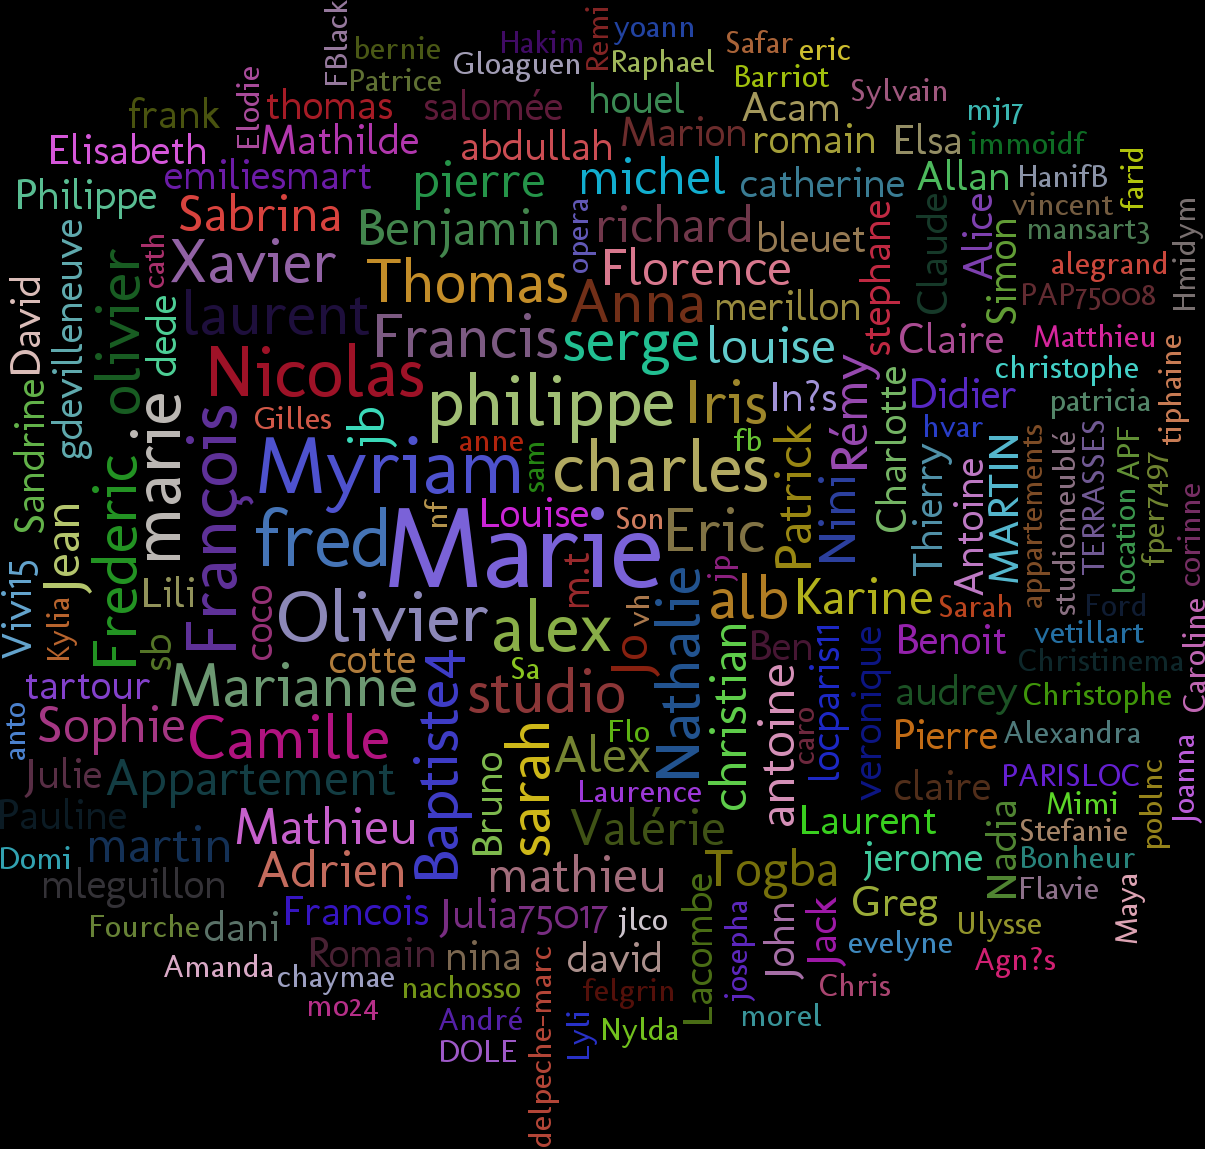 FBlack
bernie
Hakim
Remi
yoann
Safar
eric
Patrice
Gloaguen
Raphael
Barriot
Sylvain
frank
Elodie
thomas
salomée
houel
Acam
mj17
Elisabeth
Mathilde
abdullah
Marion
romain
Elsa
immoidf
Philippe
emiliesmart
pierre
michel
catherine
Allan
HanifB
farid
Sabrina
Benjamin
opera
richard
bleuet
stephane
Claude
Alice
vincent
mansart3
Hmidym
gdevilleneuve
cath
Xavier
Thomas
Florence
Simon
alegrand
David
olivier
dede
laurent
Francis
Anna
merillon
PAP75008
serge
louise
Claire
Matthieu
tiphaine
Sandrine
Nicolas
philippe
Iris
In?s
Rémy
Charlotte
Didier
christophe
patricia
marie
François
Gilles
jb
anne
fb
hvar
Myriam
sam
charles
Patrick
Thierry
Antoine
MARTIN
appartements
studiomeublé
TERRASSES
location APF
fper7497
corinne
Jean
Frederic
fred
nf
Louise
Son
Eric
Nini
Marie
Vivi15
Kylia
Lili
sb
coco
Olivier
alex
m.t
vh
jp
alb
Karine
Sarah
Ford
Nathalie
Jo
Ben
Benoit
vetillart
cotte
Sa
Christinema
Caroline
tartour
Marianne
Baptiste4
studio
christian
antoine
locparis11
veronique
audrey
Christophe
anto
Sophie
Camille
sarah
Flo
caro
Pierre
Alexandra
Joanna
Julie
Appartement
Bruno
Alex
Laurence
claire
PARISLOC
Pauline
Mathieu
Valérie
Laurent
Nadia
Mimi
poblnc
Domi
martin
Stefanie
mleguillon
Adrien
mathieu
Togba
jerome
Bonheur
Flavie
Maya
Fourche
dani
Francois
Julia75017
jlco
Lacombe
josepha
John
Jack
Greg
Ulysse
Amanda
Romain
nina
david
evelyne
Agn?s
chaymae
nachosso
felgrin
Chris
mo24
André
delpeche-marc
Lyli
Nylda
morel
DOLE